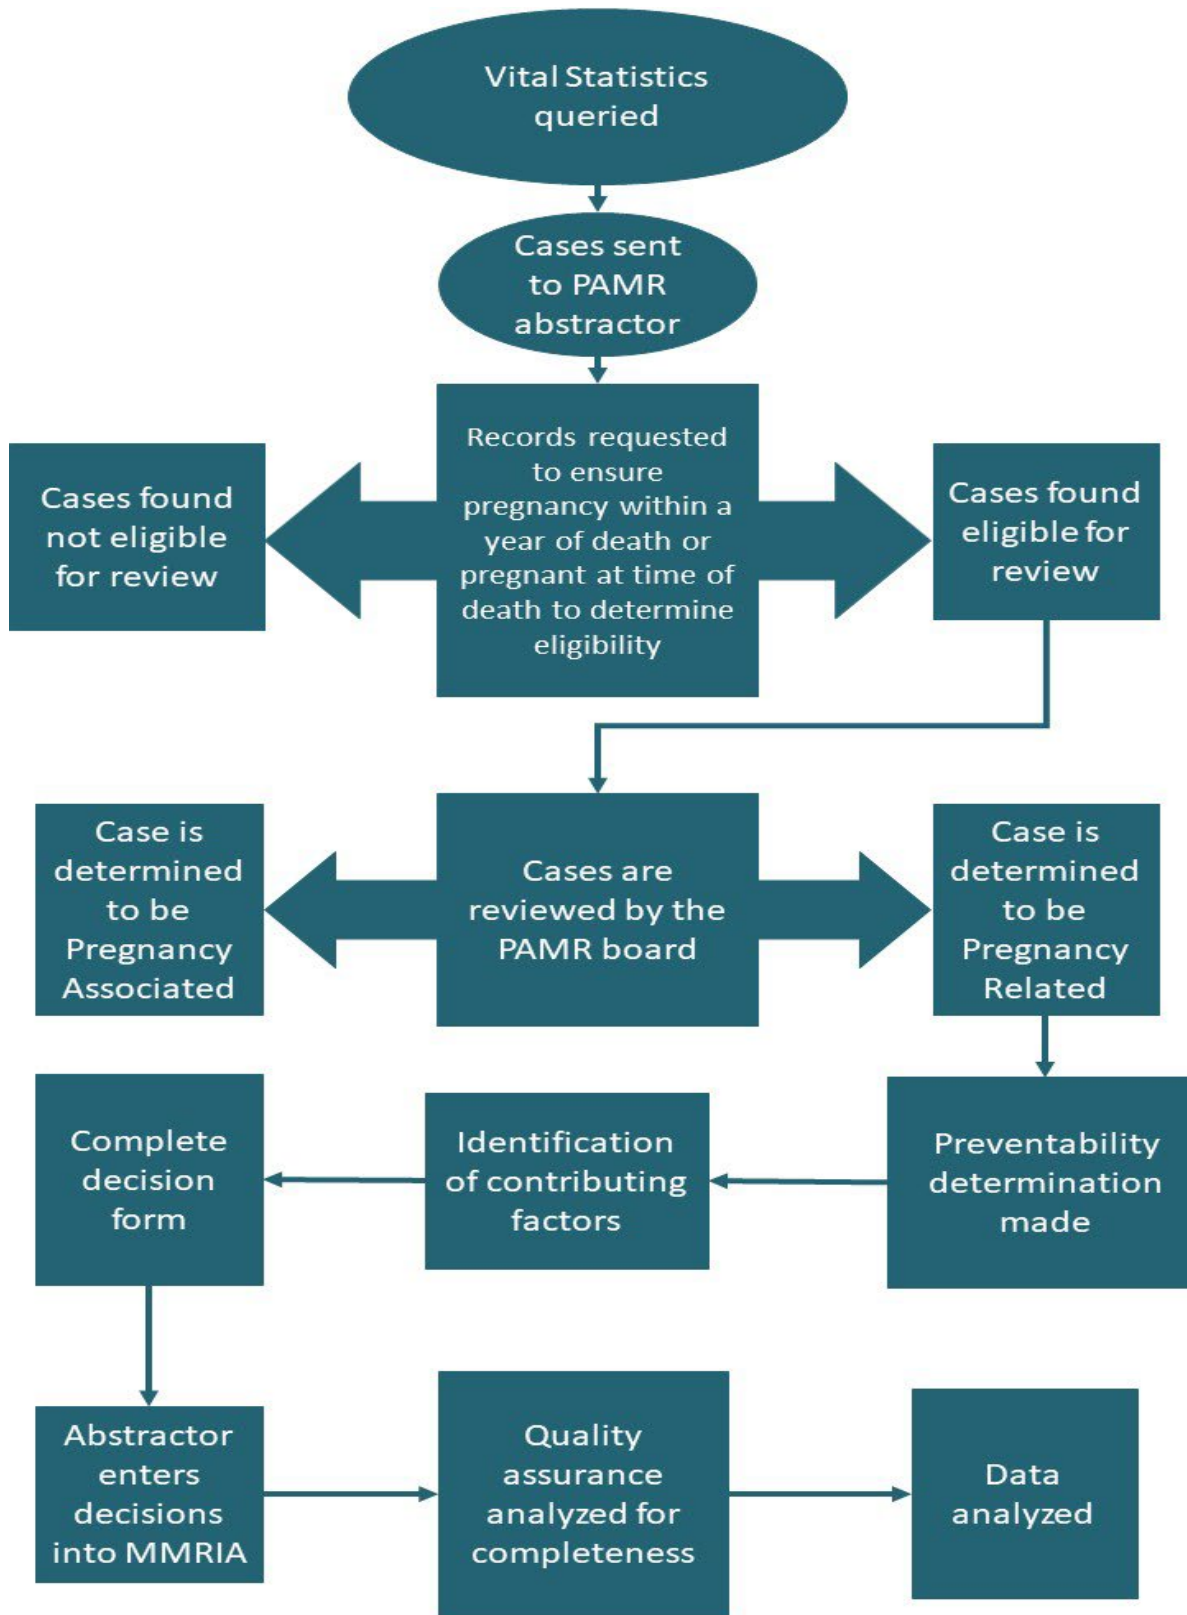 Vital Statistics
queried
Cases sent
to PAMR
abstractor
Cases found
not eligible
for review
Records requested
to ensure
pregnancy within a
year of death or
pregnant at time of
death to determine
eligibility
Cases found
eligible for
review
Case is
determined
to be
Pregnancy
Associated
Cases are
reviewed by the
PAMR board
Case is
determined
to be
Pregnancy
Related
Preventability
determination
made
Identification
of contributing
factors
Complete
decision
form
Abstractor
enters
decisions
into MMRIA
Quality
assurance
analyzed for
completeness
Data
analyzed